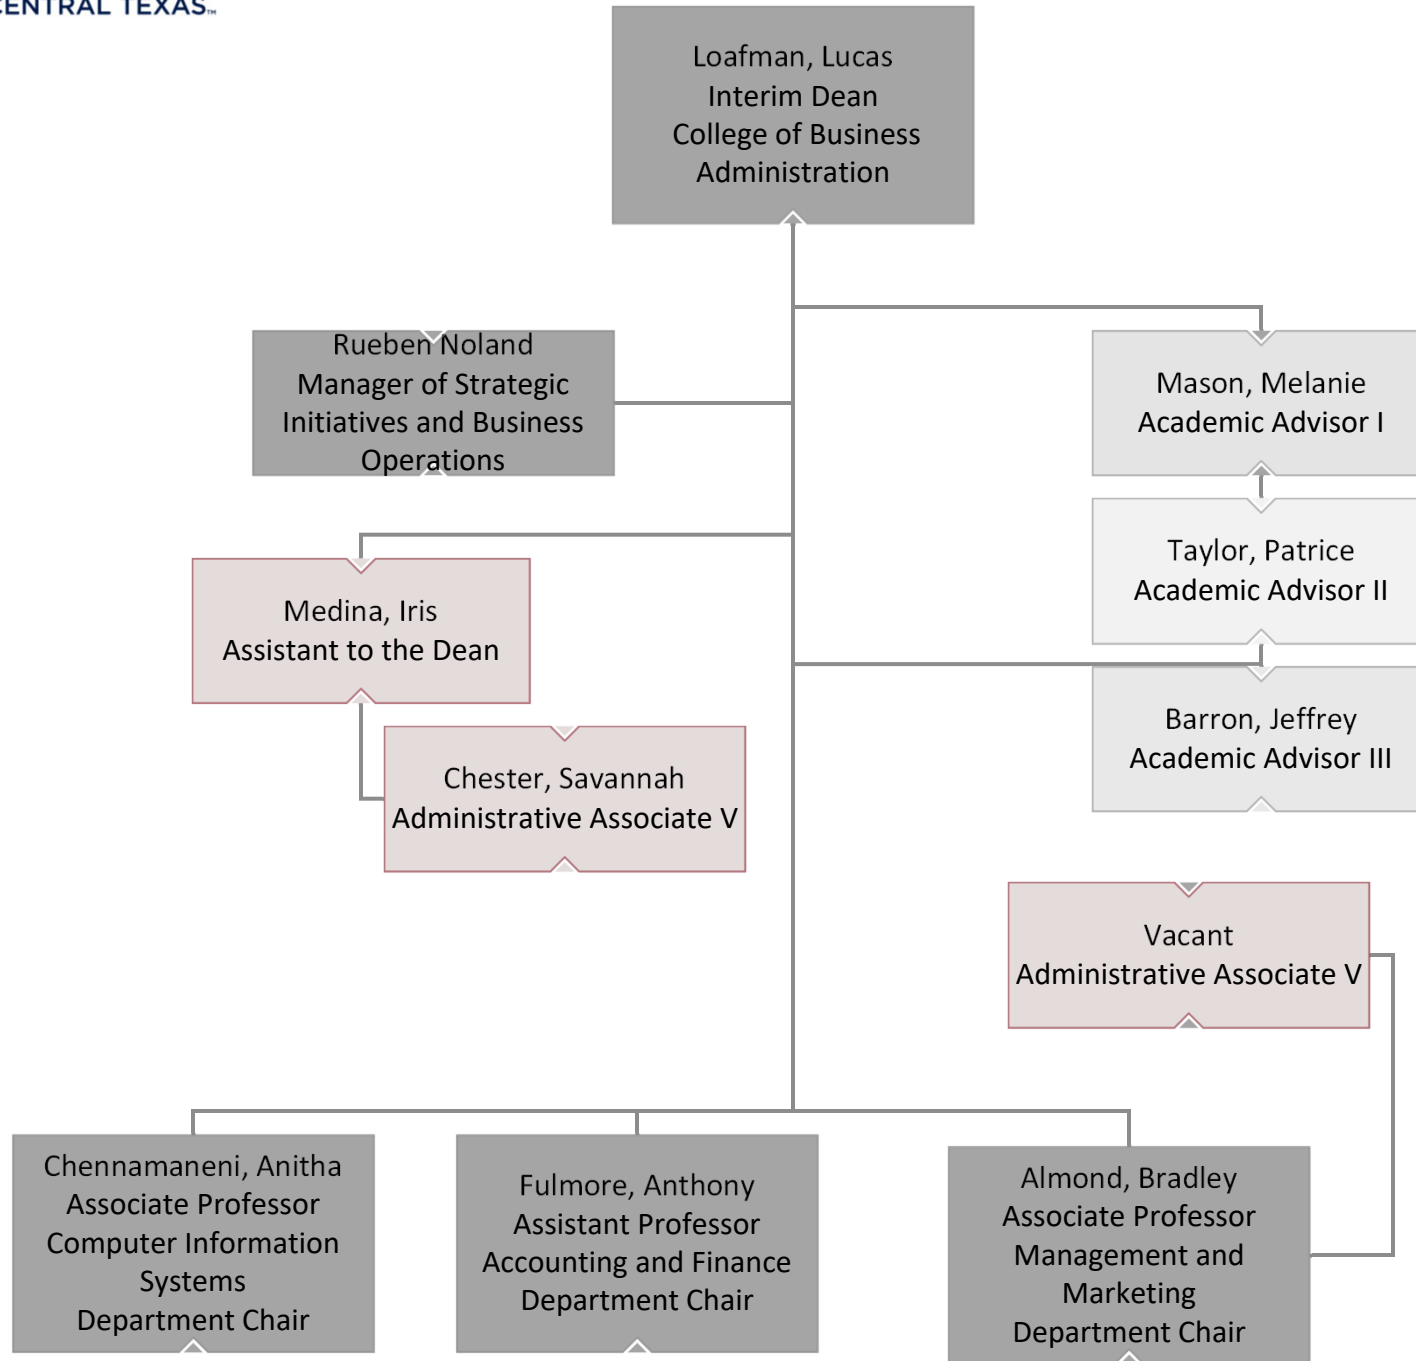 CENTRAL TEXAS™
Loafman, Lucas
Interim Dean
College of Business
Administration
Rueben Noland
Manager of Strategic
Initiatives and Business
Operations
Mason, Melanie
Academic Advisor I
Taylor, Patrice
Academic Advisor II
Medina, Iris
Assistant to the Dean
Barron, Jeffrey
Academic Advisor III
Chester, Savannah
Administrative Associate V
Vacant
Administrative Associate V
Chennamaneni, Anitha
Associate Professor
Computer Information
Systems
Department Chair
Fulmore, Anthony
Assistant Professor
Accounting and Finance
Department Chair
Almond, Bradley
Associate Professor
Management and
Marketing
Department Chair